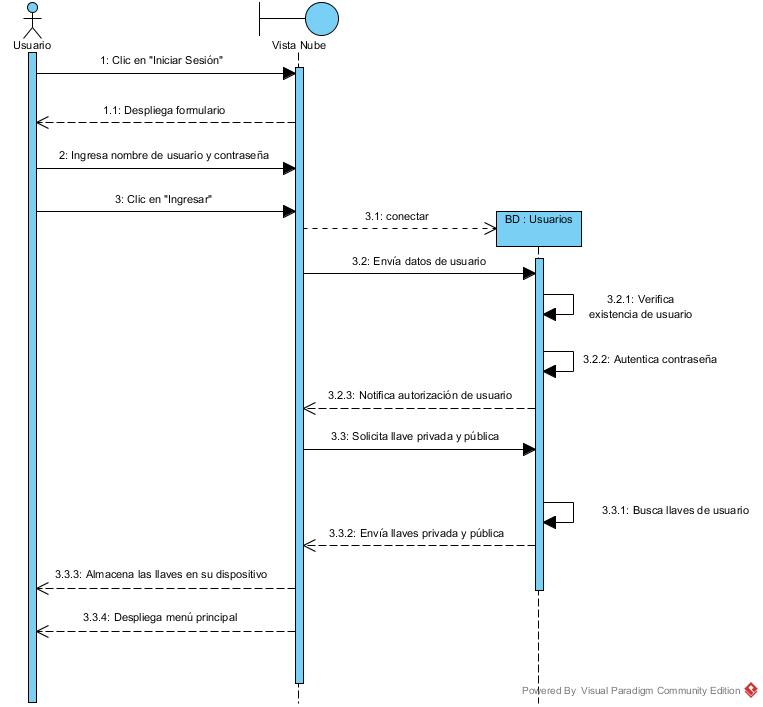 Usuario
Vista Nube
1: Clic en "Iniciar Sesión"
1.1: Despliega formulario
2: Ingresa nombre de usuario y contraseña
3: Clic en "Ingresar"
3.1: conectar
BD : Usuarios
3.2: Envía datos de usuario
3.2.1: Verifica
existencia de usuario
3.2.2: Autentica contraseña
3.2.3: Notifica autorización de usuario
3.3: Solicita llave privada y pública
3.3.1: Busca llaves de usuario
3.3.2: Envía llaves privada y pública
3.3.3: Almacena las llaves en su dispositivo
3.3.4: Despliega menú principal
Powered By Visual Paradigm Community Edition